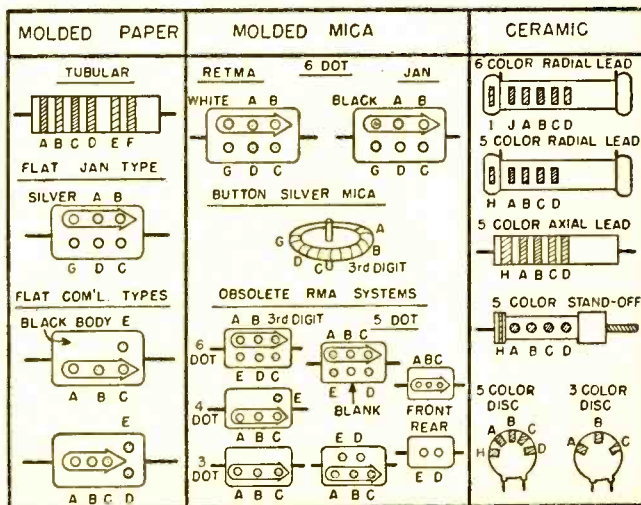 MOLDED PAPER
TUBULAR
A B C D E F
FLAT JAN TYPE
SILVER A B
G D C
FLAT COM'L. TYPES
BLACK BODY E
A B C
E
A B C D
MOLDED MICA
6 DOT
RETMA JAN
WHITE A B BLACK A B
G D C G D C
BUTTON SILVER MICA
G A
D C B
3rd DIGIT
OBSOLETE RMA SYSTEMS
A B 3rd DIGIT 5 DOT
6 DOT
E D C
A B C
E D
BLANK
ABC
FRONT
REAR
E D
4 DOT
E
A B C
3 DOT
A B C
E D
A B C
CERAMIC
6 COLOR RADIAL LEAD
I J A B C D
5 COLOR RADIAL LEAD
H A B C D
5 COLOR AXIAL LEAD
H A B C D
5 COLOR STAND-OFF
H A B C D
5 COLOR DISC
A B C
H D
3 COLOR DISC
B
A C